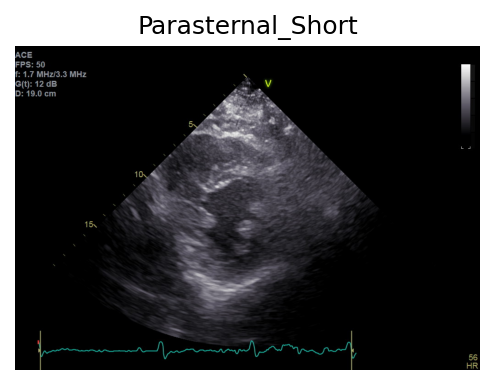 Parasternal_Short
ACE
FPS: 50
f: 1.7 MHz/3.3 MHz
G(t): 12 dB
D: 19.0 cm
V
5
10
15
56
HR